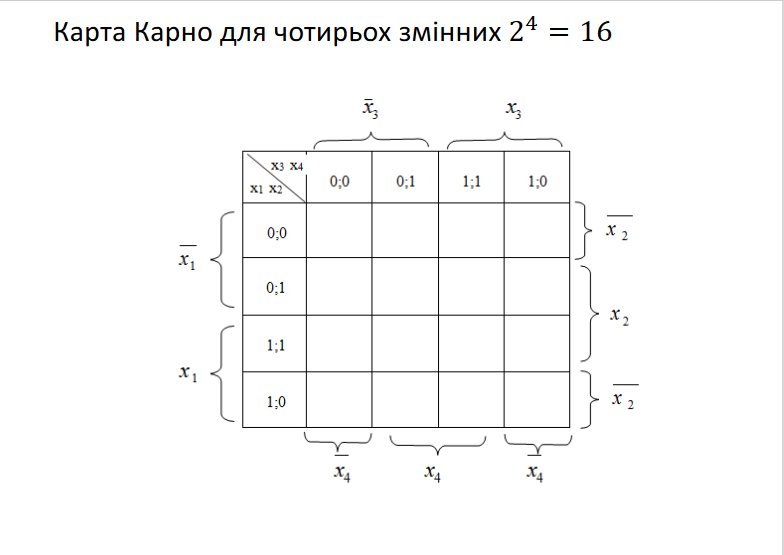 Карта Карно для чотирьох змінних 2⁴ = 16
x̄₃ x₃
x3 x4
x1 x2
0;0 0;1 1;1 1;0
0;0
x̄₂
x̄₁
0;1
x₂
1;1
x₁
1;0
x̄₂
x̄₄ x₄ x̄₄